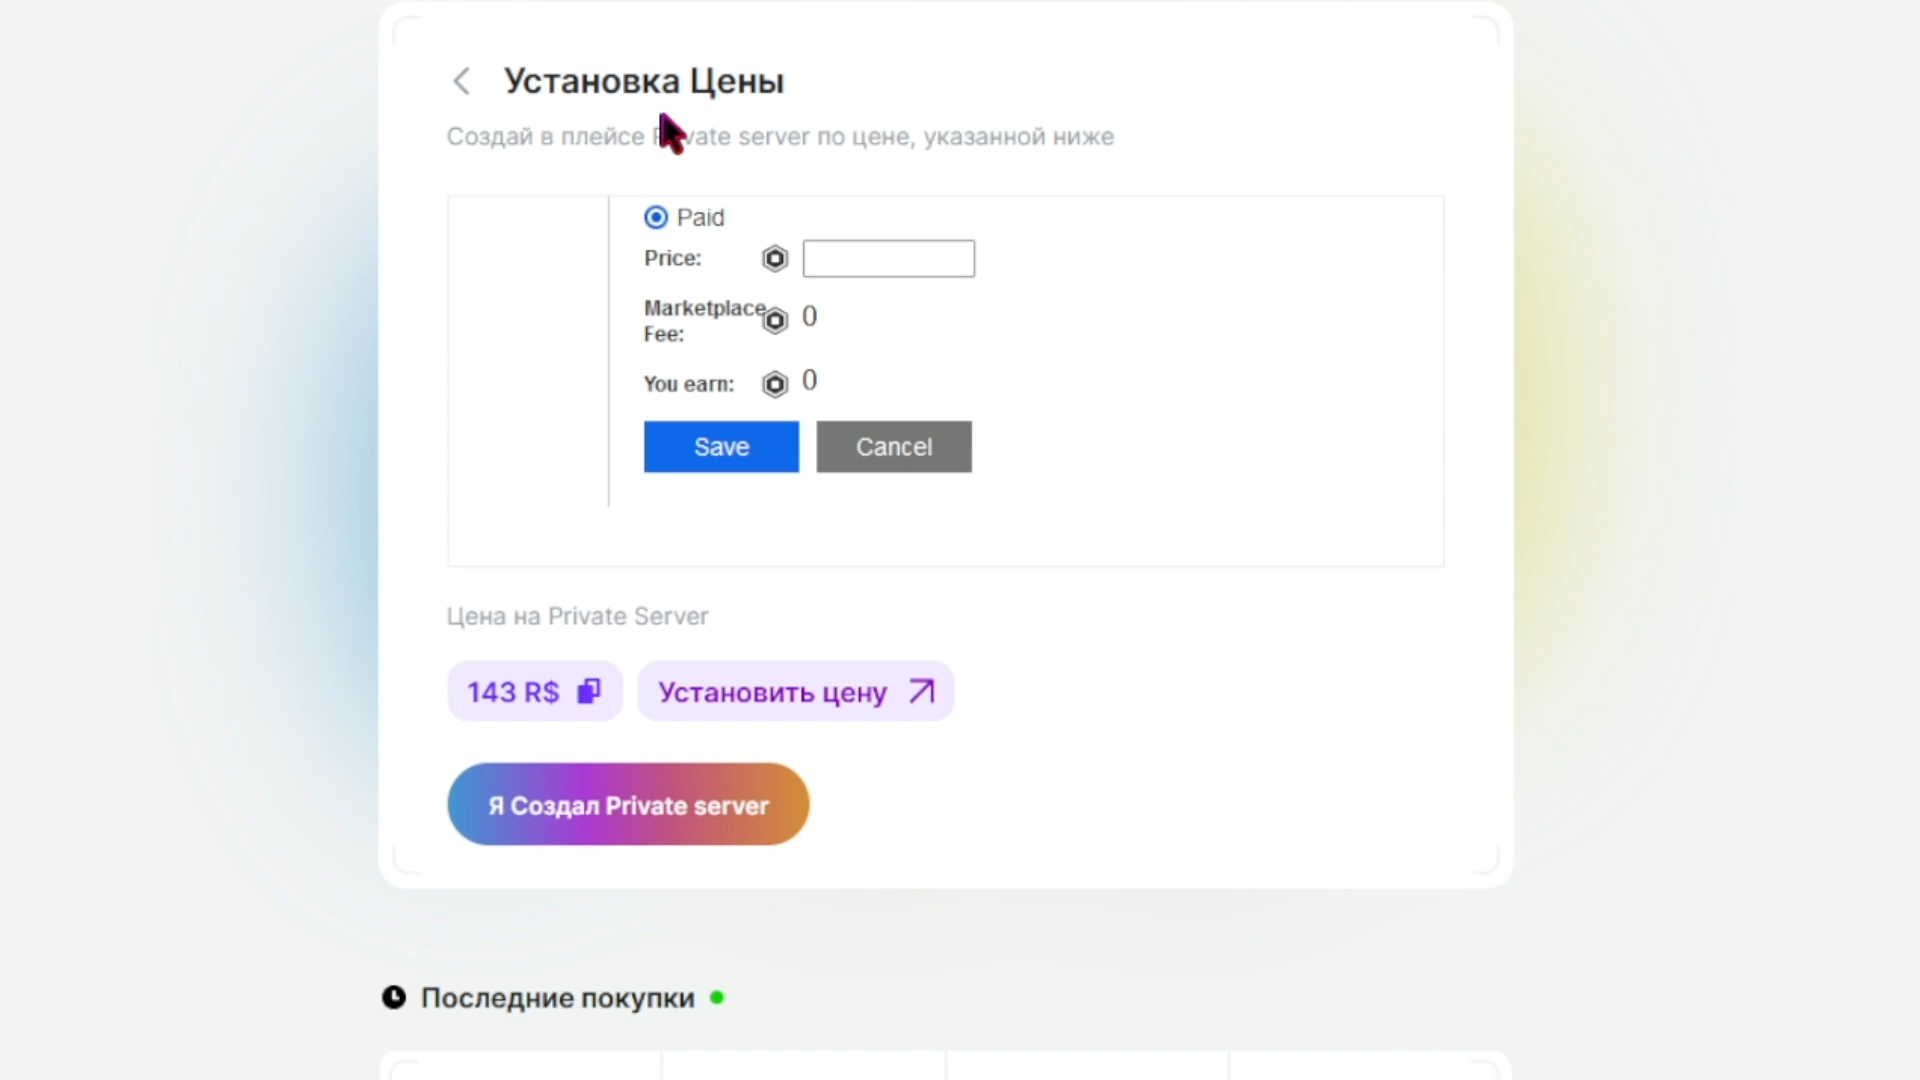 Установка Цены
Создай в плейсе Private server по цене, указанной ниже
Paid
Price:
Marketplace 0
Fee:
You earn: 0
Save Cancel
Цена на Private Server
143 R$ Установить цену
Я Создал Private server
Последние покупки